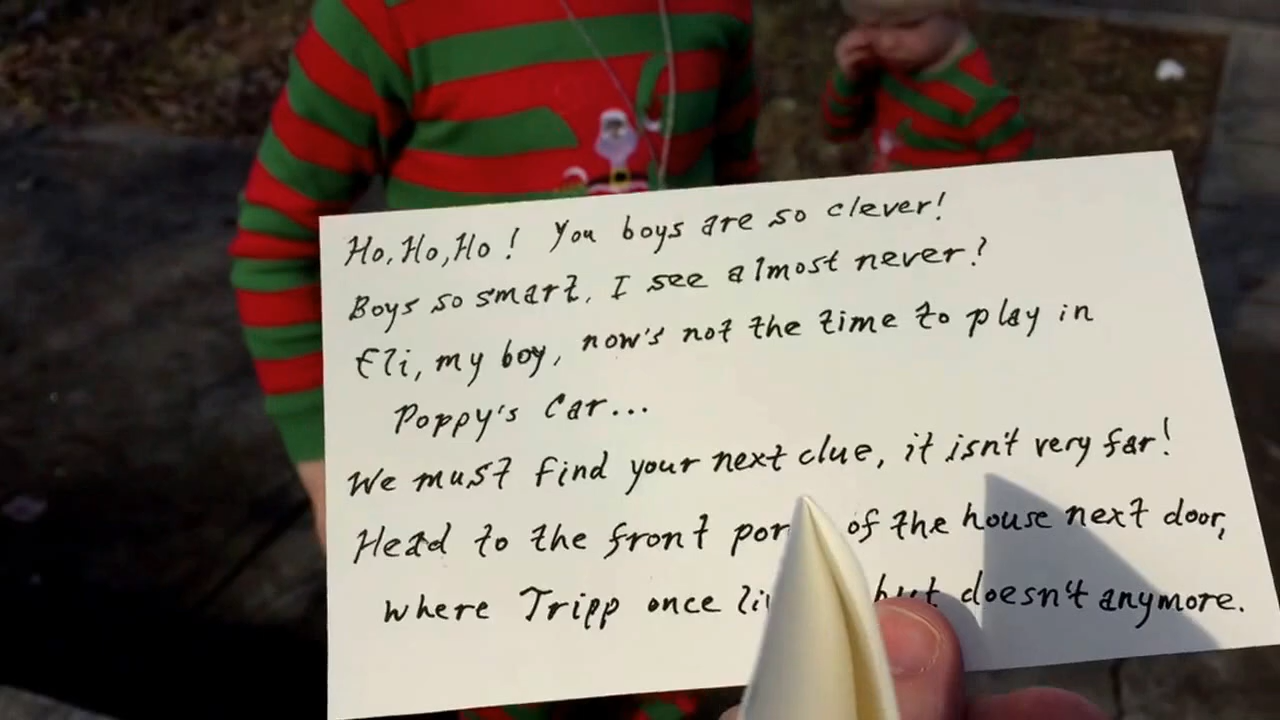 Ho, Ho, Ho! You boys are so clever!
Boys so smart, I see almost never!
Eli, my boy, now's not the time to play in
Poppy's Car...
We must find your next clue, it isn't very far!
Head to the front por of the house next door,
where Tripp once li but doesn't anymore.